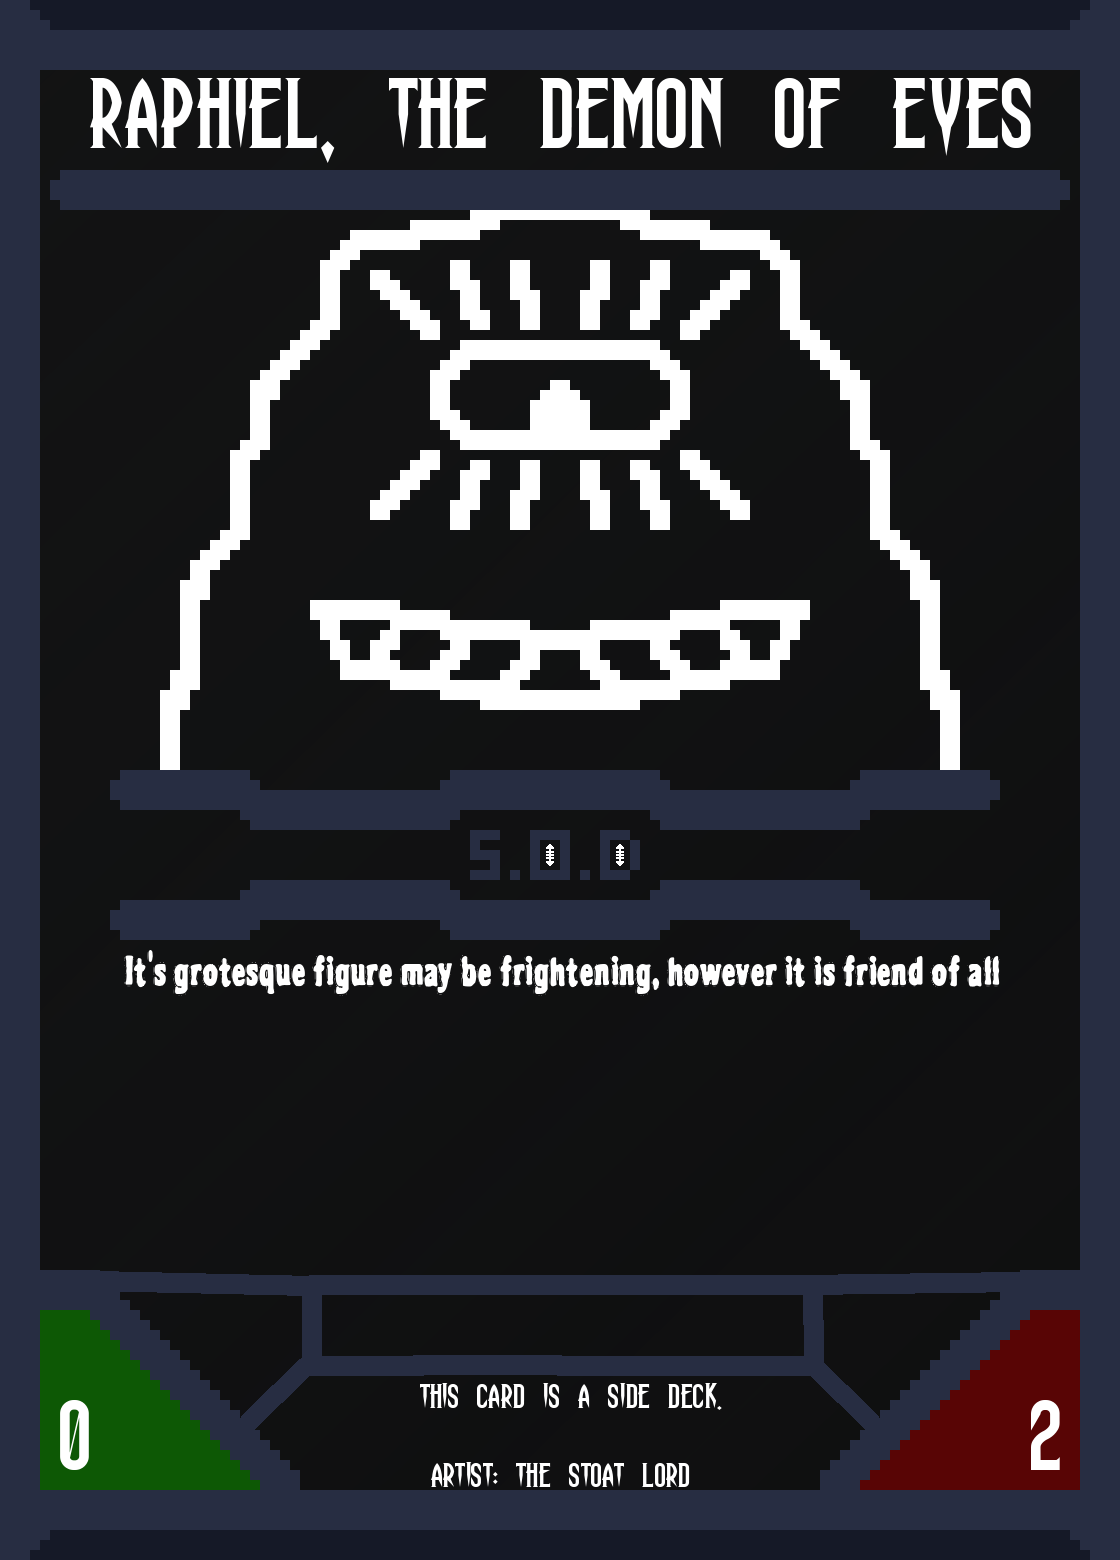 RAPHIEL, THE DEMON OF EYES
S.O.D
It's grotesque figure may be frightening, however it is friend of all
THIS CARD IS A SIDE DECK.
0
2
ARTIST: THE STOAT LORD